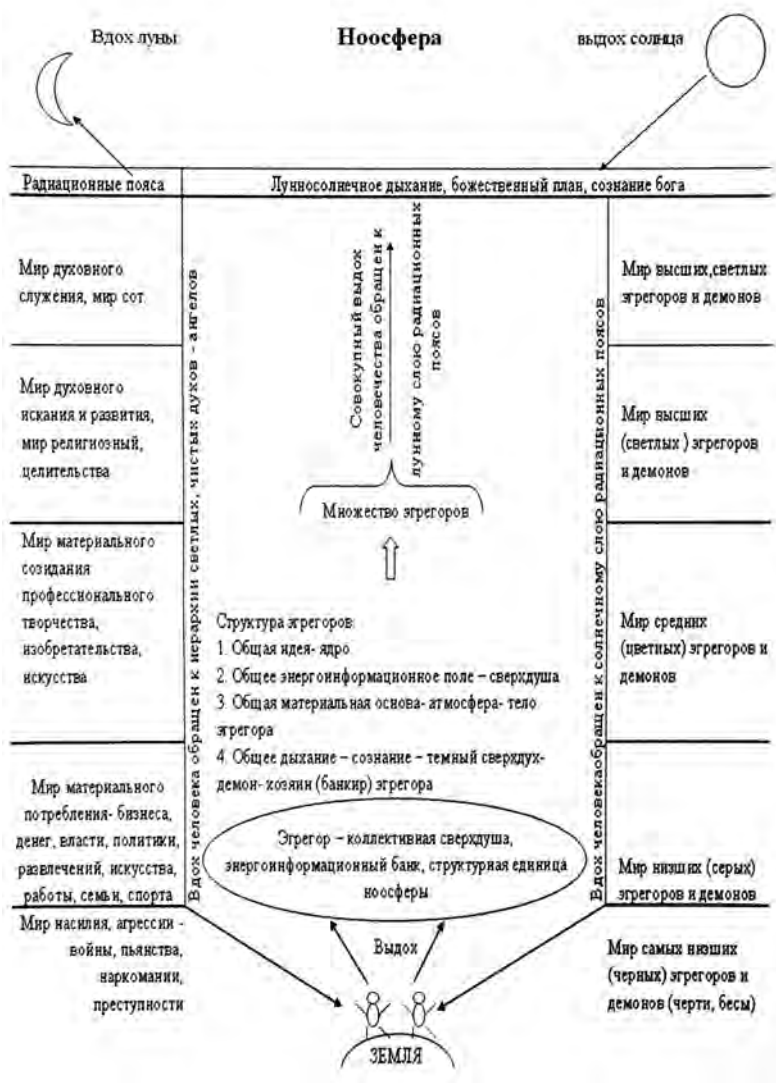 Вдох луны
Ноосфера
выдох солнца
Радиационные пояса
Лунносолнечное дыхание, божественный план, сознание бога
Мир духовного
служения, мир сот
Мир духовного
искания и развития,
мир религиозный,
целительства
Мир материального
созидания
профессионального
творчества,
изобретательства,
искусства
Мир материального
потребления- бизнеса,
денег, власти, политики,
развлечений, искусства,
работы, семьи, спорта
Мир насилия, агрессии -
войны, пьянства,
наркомании,
преступности
Вдох человека обращен к иерархии светлых, чистых духов - ангелов
Совокупный выдох
человечества обращен к
лунному слою радиационных
поясов
Множество эгрегоров
Структура эгрегоров:
1. Общая идея- ядро
2. Общее энергоинформационное поле – сверхдуша
3. Общая материальная основа- атмосфера- тело
эгрегора
4. Общее дыхание – сознание – темный сверхдух-
демон- хозяин (банкир) эгрегора
Эгрегор – коллективная сверхдуша,
энергоинформационный банк, структурная единица
ноосферы
Выдох
ЗЕМЛЯ
Вдох человекаобращен к солнечному слою радиационных поясов
Мир высших,светлых
эгрегоров и демонов
Мир высших
(светлых ) эгрегоров
и демонов
Мир средних
(цветных) эгрегоров и
демонов
Мир низших (серых)
эгрегоров и демонов
Мир самых низших
(черных) эгрегоров и
демонов (черти, бесы)